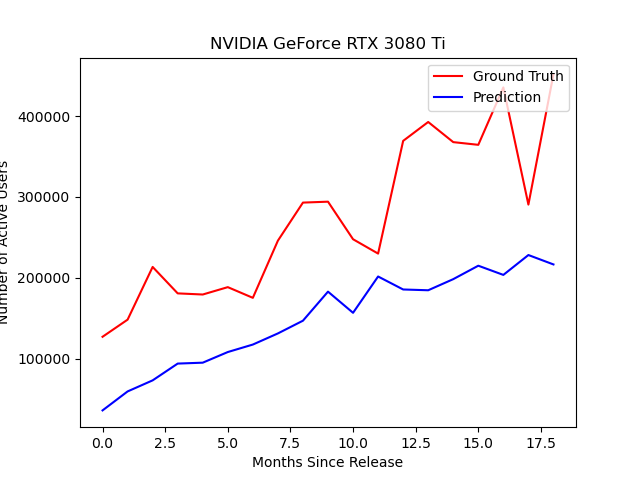 NVIDIA GeForce RTX 3080 Ti
Ground Truth
Prediction
400000
300000
200000
100000
Number of Active Users
0.0 2.5 5.0 7.5 10.0 12.5 15.0 17.5
Months Since Release